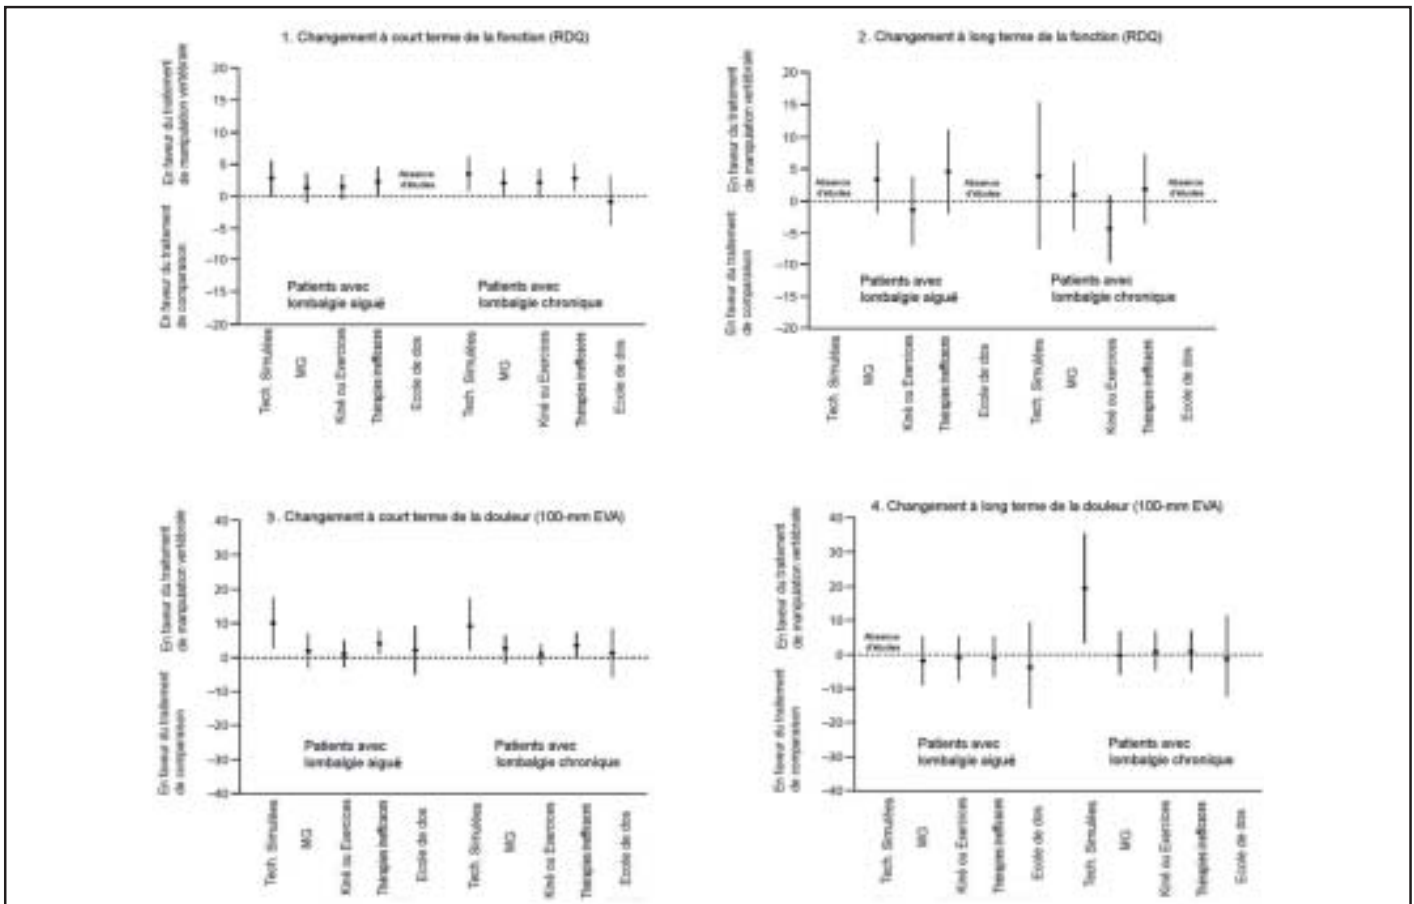 1. Changement à court terme de la fonction (RDQ)
En faveur du traitement
de manipulation vertébrale
En faveur du traitement
de comparaison
20
15
10
5
0
−5
−10
−15
−20
Absence
d'études
Patients avec
lombalgie aiguë
Patients avec
lombalgie chronique
Tech. Simulées
MG
Kiné ou Exercices
Thérapies inefficaces
Ecole de dos
Tech. Simulées
MG
Kiné ou Exercices
Thérapies inefficaces
Ecole de dos
2. Changement à long terme de la fonction (RDQ)
En faveur du traitement
de manipulation vertébrale
En faveur du traitement
de comparaison
20
15
10
5
0
−5
−10
−15
−20
Absence
d'études
Absence
d'études
Absence
d'études
Patients avec
lombalgie aiguë
Patients avec
lombalgie chronique
Tech. Simulées
MG
Kiné ou Exercices
Thérapies inefficaces
Ecole de dos
Tech. Simulées
MG
Kiné ou Exercices
Thérapies inefficaces
Ecole de dos
3. Changement à court terme de la douleur (100-mm EVA)
En faveur du traitement
de manipulation vertébrale
En faveur du traitement
de comparaison
40
30
20
10
0
−10
−20
−30
−40
Patients avec
lombalgie aiguë
Patients avec
lombalgie chronique
Tech. Simulées
MG
Kiné ou Exercices
Thérapies inefficaces
Ecole de dos
Tech. Simulées
MG
Kiné ou Exercices
Thérapies inefficaces
Ecole de dos
4. Changement à long terme de la douleur (100-mm EVA)
En faveur du traitement
de manipulation vertébrale
En faveur du traitement
de comparaison
40
30
20
10
0
−10
−20
−30
−40
Absence
d'études
Patients avec
lombalgie aiguë
Patients avec
lombalgie chronique
Tech. Simulées
MG
Kiné ou Exercices
Thérapies inefficaces
Ecole de dos
Tech. Simulées
MG
Kiné ou Exercices
Thérapies inefficaces
Ecole de dos